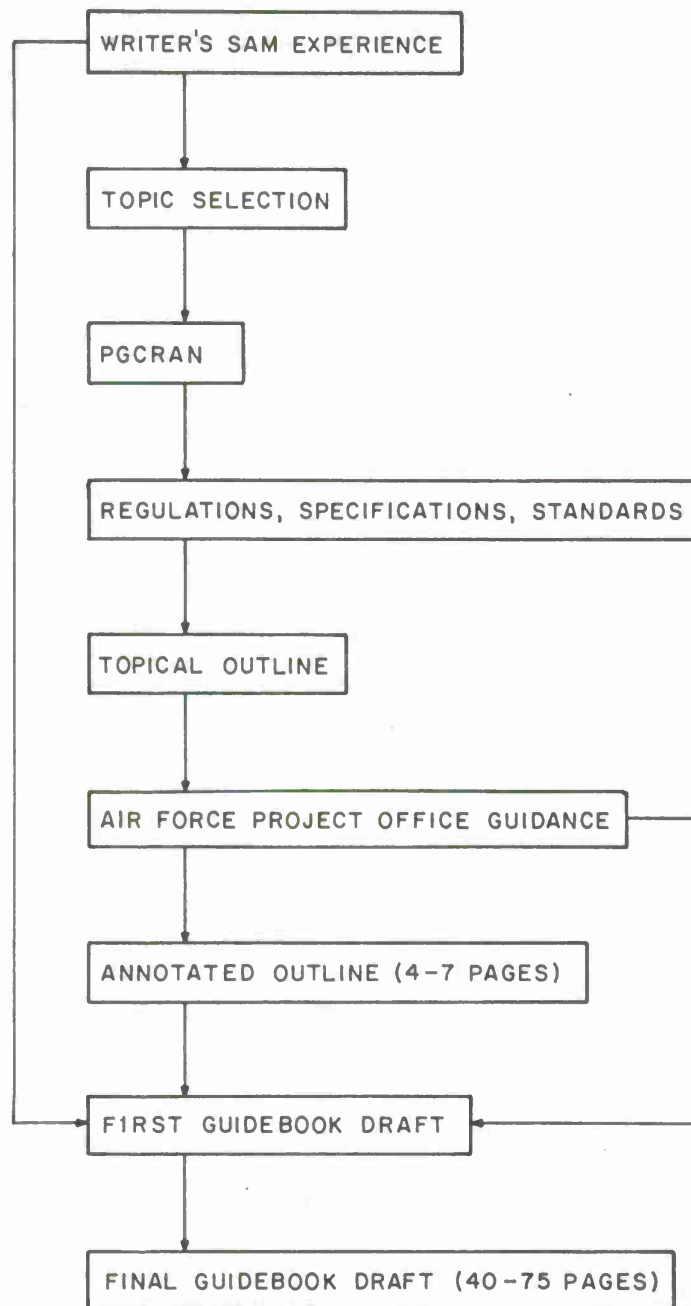 WRITER'S SAM EXPERIENCE
TOPIC SELECTION
PGCRAN
REGULATIONS, SPECIFICATIONS, STANDARDS
TOPICAL OUTLINE
AIR FORCE PROJECT OFFICE GUIDANCE
ANNOTATED OUTLINE (4-7 PAGES)
FIRST GUIDEBOOK DRAFT
FINAL GUIDEBOOK DRAFT (40-75 PAGES)